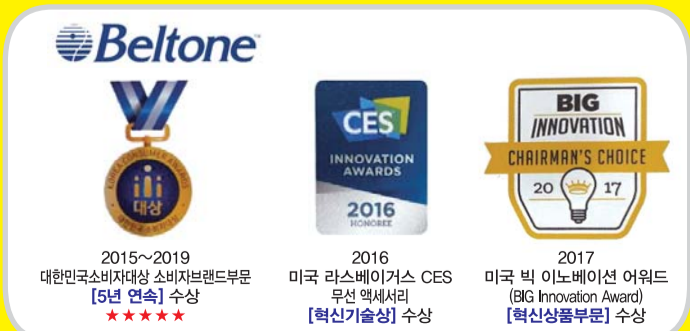 Beltone™
KOREA CONSUMER AWARDS
대상
2015~2019
대한민국소비자대상 소비자브랜드부문
[5년 연속] 수상
★★★★★
CES
INNOVATION
AWARDS
2016
HONOREE
2016
미국 라스베이거스 CES
무선 액세서리
[혁신기술상] 수상
BIG
INNOVATION
CHAIRMAN'S CHOICE
20 17
2017
미국 빅 이노베이션 어워드
(BIG Innovation Award)
[혁신상품부문] 수상